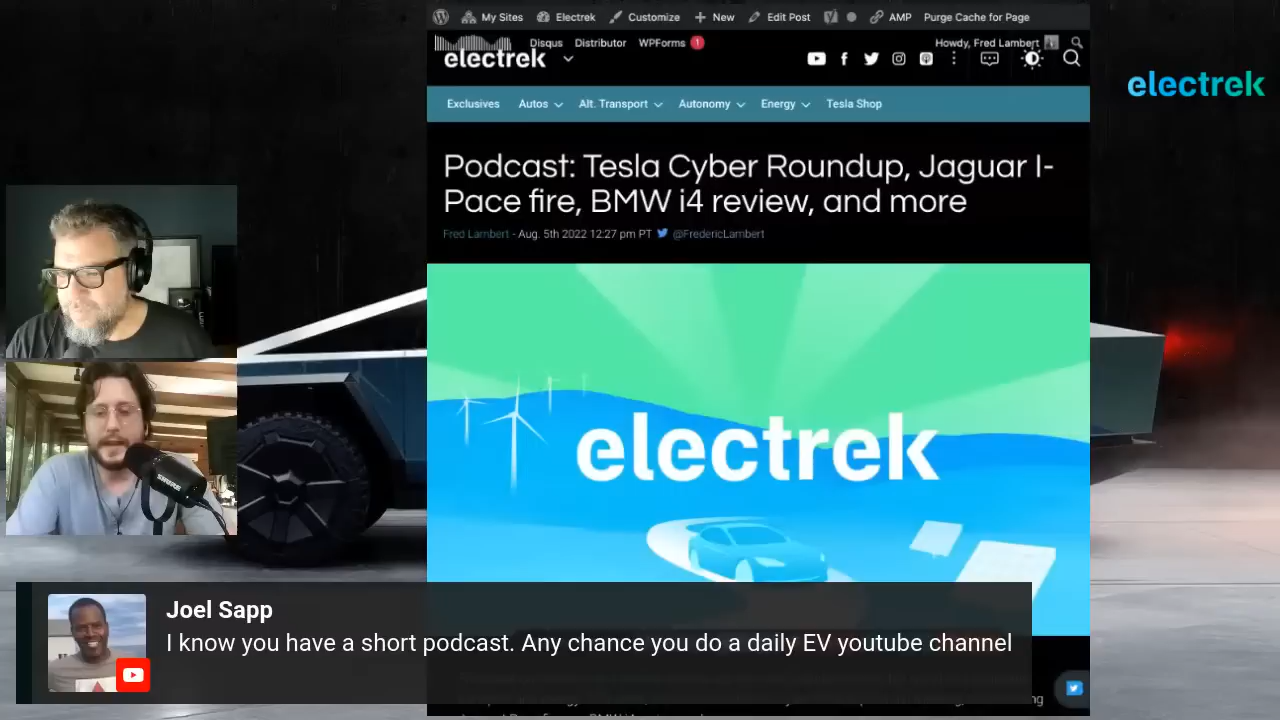 My Sites Electrek Customize New Edit Post AMP Purge Cache for Page
Disqus Distributor WPForms 1 Howdy, Fred Lambert
electrek
electrek
Exclusives Autos Alt. Transport Autonomy Energy Tesla Shop
Podcast: Tesla Cyber Roundup, Jaguar I-
Pace fire, BMW i4 review, and more
Fred Lambert - Aug. 5th 2022 12:27 pm PT @FredericLambert
electrek
SHURE
Joel Sapp
I know you have a short podcast. Any chance you do a daily EV youtube channel